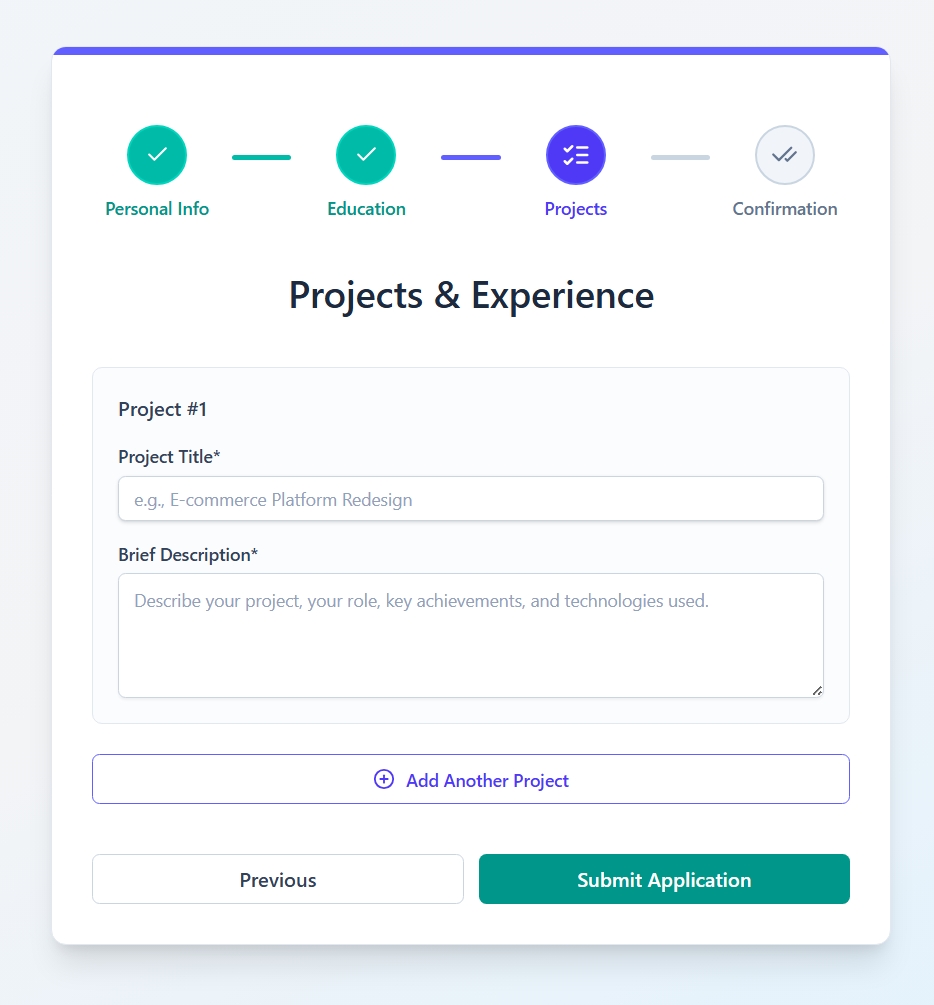 Personal Info
Education
Projects
Confirmation
Projects & Experience
Project #1
Project Title*
e.g., E-commerce Platform Redesign
Brief Description*
Describe your project, your role, key achievements, and technologies used.
Add Another Project
Previous
Submit Application